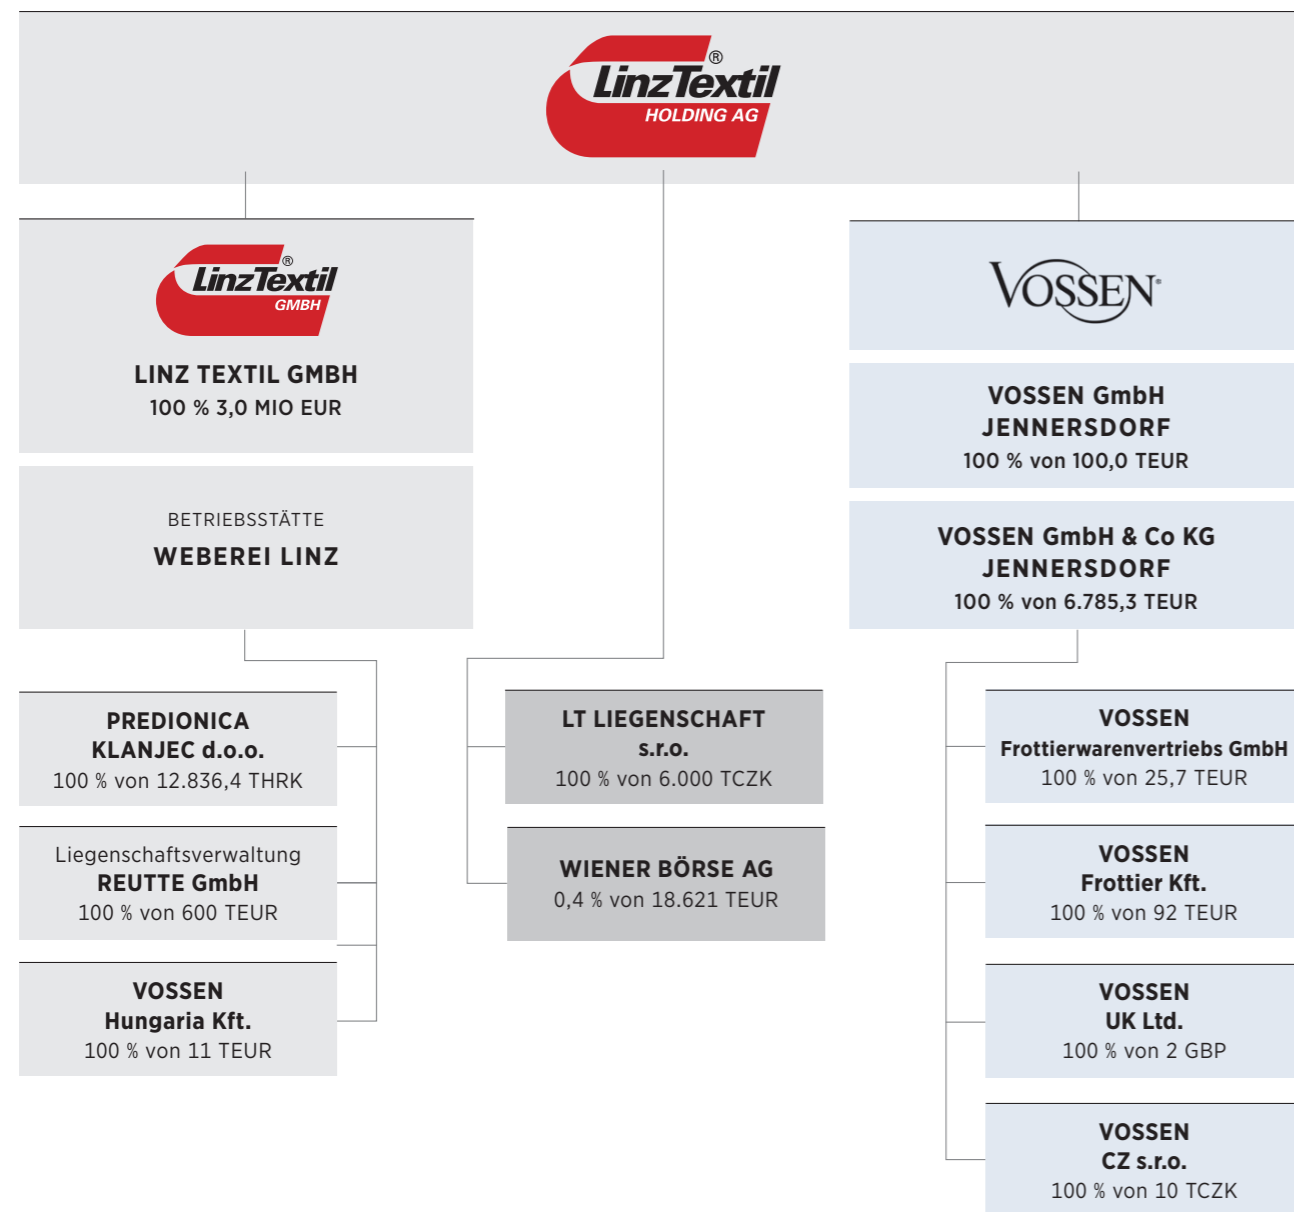 LinzTextil®
HOLDING AG
LinzTextil®
GMBH
LINZ TEXTIL GMBH
100 % 3,0 MIO EUR
BETRIEBSSTÄTTE
WEBEREI LINZ
PREDIONICA
KLANJEC d.o.o.
100 % von 12.836,4 THRK
Liegenschaftsverwaltung
REUTTE GmbH
100 % von 600 TEUR
VOSSEN
Hungaria Kft.
100 % von 11 TEUR
LT LIEGENSCHAFT
s.r.o.
100 % von 6.000 TCZK
WIENER BÖRSE AG
0,4 % von 18.621 TEUR
VOSSEN®
VOSSEN GmbH
JENNERSDORF
100 % von 100,0 TEUR
VOSSEN GmbH & Co KG
JENNERSDORF
100 % von 6.785,3 TEUR
VOSSEN
Frottierwarenvertriebs GmbH
100 % von 25,7 TEUR
VOSSEN
Frottier Kft.
100 % von 92 TEUR
VOSSEN
UK Ltd.
100 % von 2 GBP
VOSSEN
CZ s.r.o.
100 % von 10 TCZK